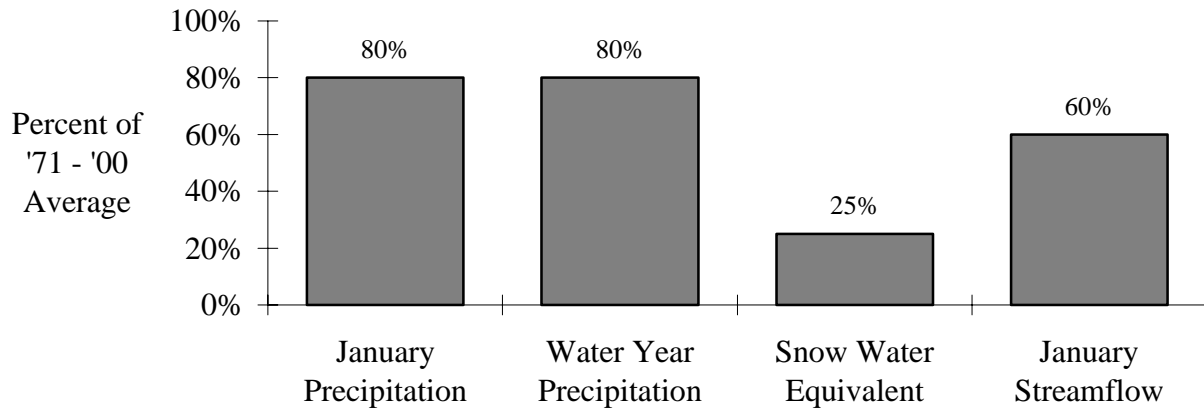 100%
80%
60%
40%
20%
0%
Percent of
'71 - '00
Average
80%
80%
25%
60%
January
Precipitation
Water Year
Precipitation
Snow Water
Equivalent
January
Streamflow